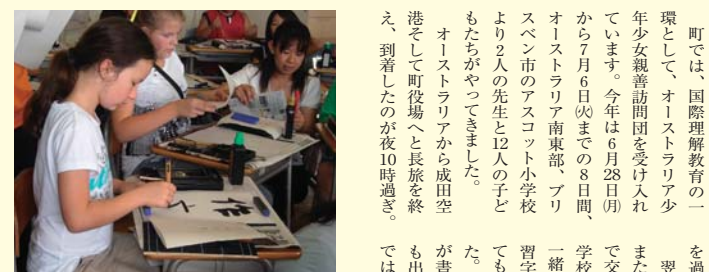 町では、国際理解教育の一
環として、オーストラリア少
年少女親善訪問団を受け入れ
ています。今年は6月28日㈪
から7月6日㈫までの8日間、
オーストラリア南東部、ブリ
スベン市のアスコット小学校
より2人の先生と12人の子ど
もたちがやってきました。
オーストラリアから成田空
港そして町役場へと長旅を終
え、到着したのが夜10時過ぎ。
を過
翌
また
で交
学校
一緒
習字
ても
た。
が書
も出
では